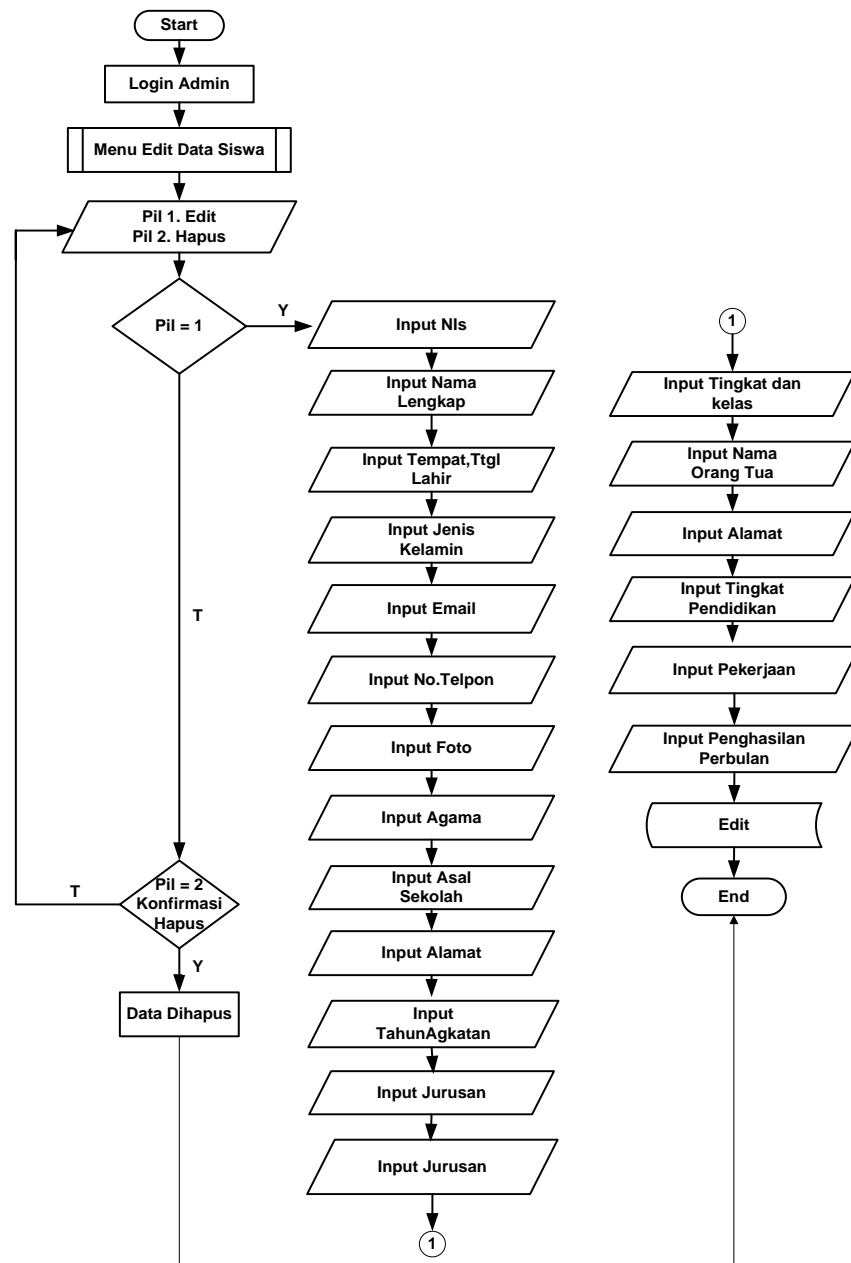 Start
Login Admin
Menu Edit Data Siswa
Pil 1. Edit
Pil 2. Hapus
Pil = 1
Y
T
Pil = 2
Konfirmasi
Hapus
T
Y
Data Dihapus
Input NIs
Input Nama
Lengkap
Input Tempat,Ttgl
Lahir
Input Jenis
Kelamin
Input Email
Input No.Telpon
Input Foto
Input Agama
Input Asal
Sekolah
Input Alamat
Input
TahunAgkatan
Input Jurusan
Input Jurusan
1
1
Input Tingkat dan
kelas
Input Nama
Orang Tua
Input Alamat
Input Tingkat
Pendidikan
Input Pekerjaan
Input Penghasilan
Perbulan
Edit
End